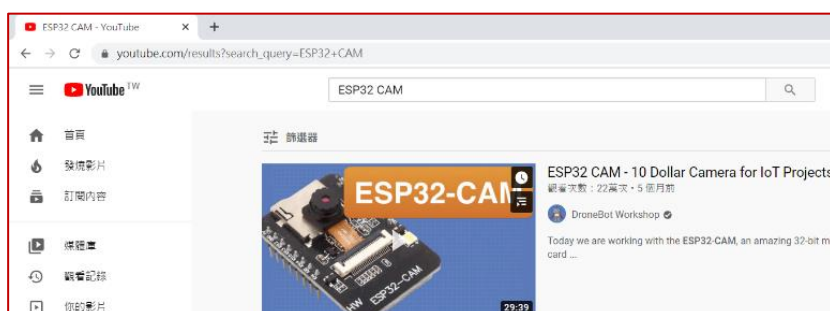 ESP32 CAM - YouTube
youtube.com/results?search_query=ESP32+CAM
YouTube TW
ESP32 CAM
首頁
發燒影片
訂閱內容
媒體庫
觀看記錄
你的影片
篩選器
ESP32-CAM
HW ESP32-CAM
29:39
ESP32 CAM - 10 Dollar Camera for IoT Projects
觀看次數：22萬次・5 個月前
DroneBot Workshop
Today we are working with the ESP32-CAM, an amazing 32-bit m
card ...